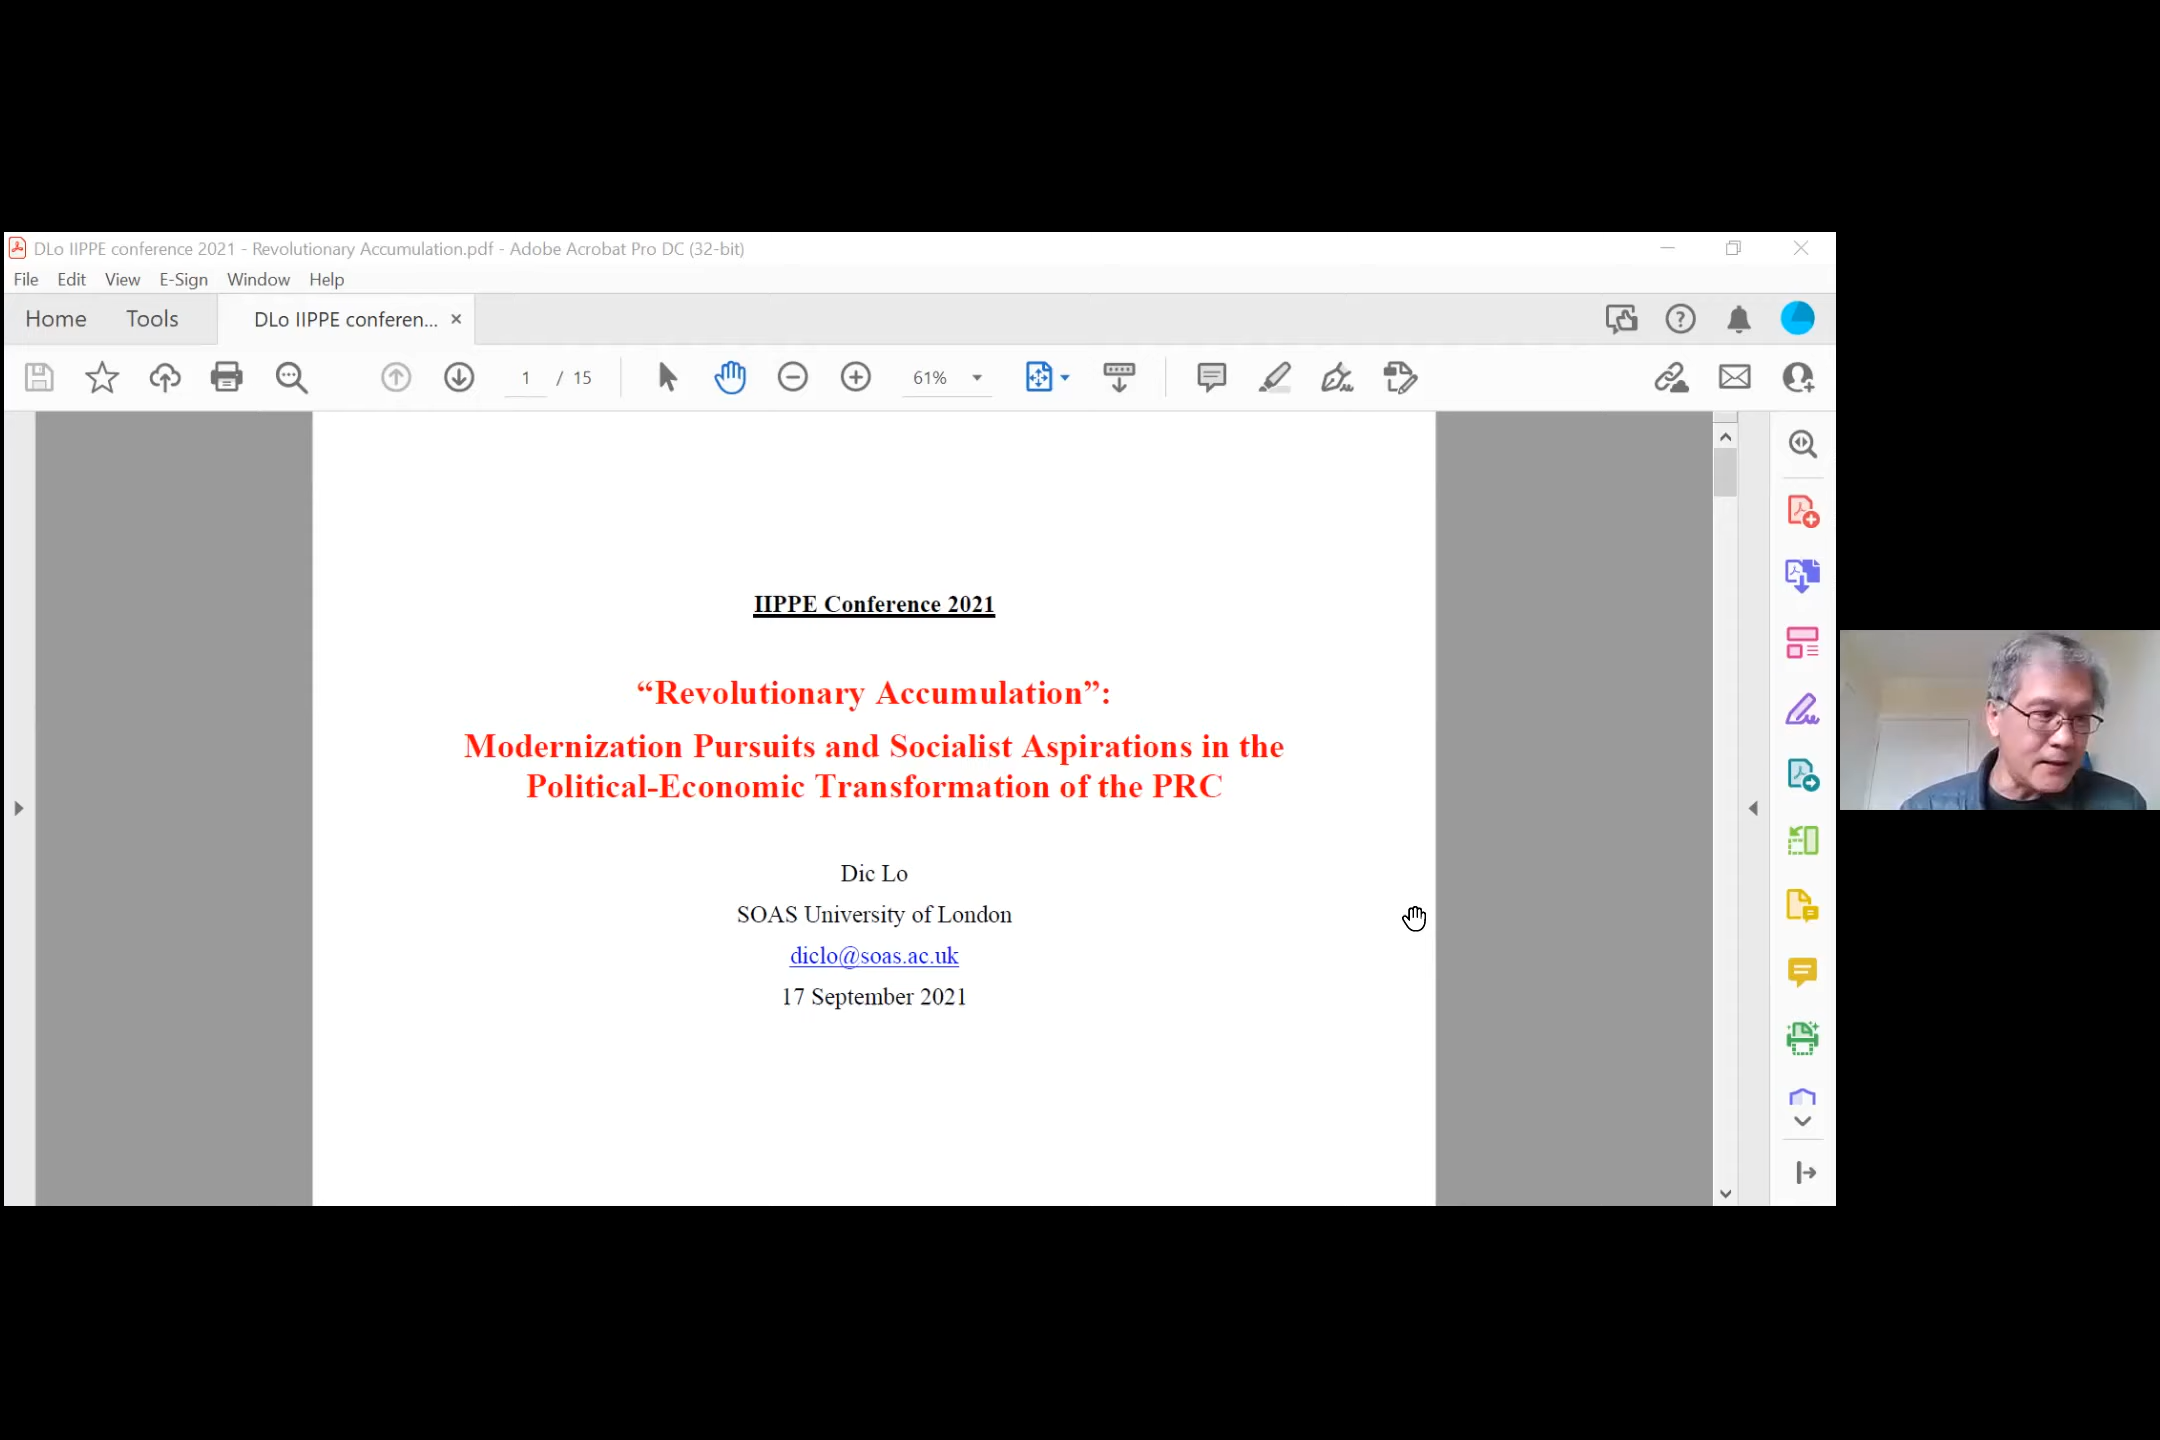 DLo IIPPE conference 2021 - Revolutionary Accumulation.pdf - Adobe Acrobat Pro DC (32-bit)
File Edit View E-Sign Window Help
Home Tools DLo IIPPE conferen... ×
1 / 15 61%
IIPPE Conference 2021
“Revolutionary Accumulation”:
Modernization Pursuits and Socialist Aspirations in the
Political-Economic Transformation of the PRC
Dic Lo
SOAS University of London
diclo@soas.ac.uk
17 September 2021